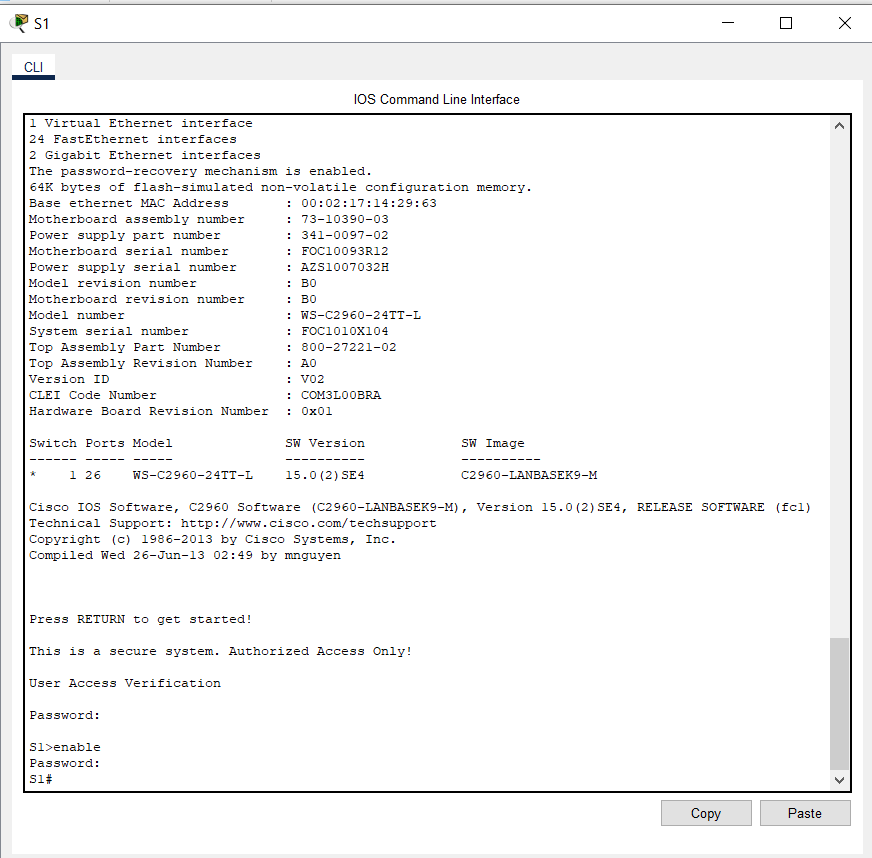 S1
CLI
IOS Command Line Interface
1 Virtual Ethernet interface
24 FastEthernet interfaces
2 Gigabit Ethernet interfaces
The password-recovery mechanism is enabled.
64K bytes of flash-simulated non-volatile configuration memory.
Base ethernet MAC Address : 00:02:17:14:29:63
Motherboard assembly number : 73-10390-03
Power supply part number : 341-0097-02
Motherboard serial number : FOC10093R12
Power supply serial number : AZS1007032H
Model revision number : B0
Motherboard revision number : B0
Model number : WS-C2960-24TT-L
System serial number : FOC1010X104
Top Assembly Part Number : 800-27221-02
Top Assembly Revision Number : A0
Version ID : V02
CLEI Code Number : COM3L00BRA
Hardware Board Revision Number : 0x01
Switch Ports Model SW Version SW Image
------ ----- ----- ---------- ----------
* 1 26 WS-C2960-24TT-L 15.0(2)SE4 C2960-LANBASEK9-M
Cisco IOS Software, C2960 Software (C2960-LANBASEK9-M), Version 15.0(2)SE4, RELEASE SOFTWARE (fc1)
Technical Support: http://www.cisco.com/techsupport
Copyright (c) 1986-2013 by Cisco Systems, Inc.
Compiled Wed 26-Jun-13 02:49 by mnguyen
Press RETURN to get started!
This is a secure system. Authorized Access Only!
User Access Verification
Password:
S1>enable
Password:
S1#
Copy Paste